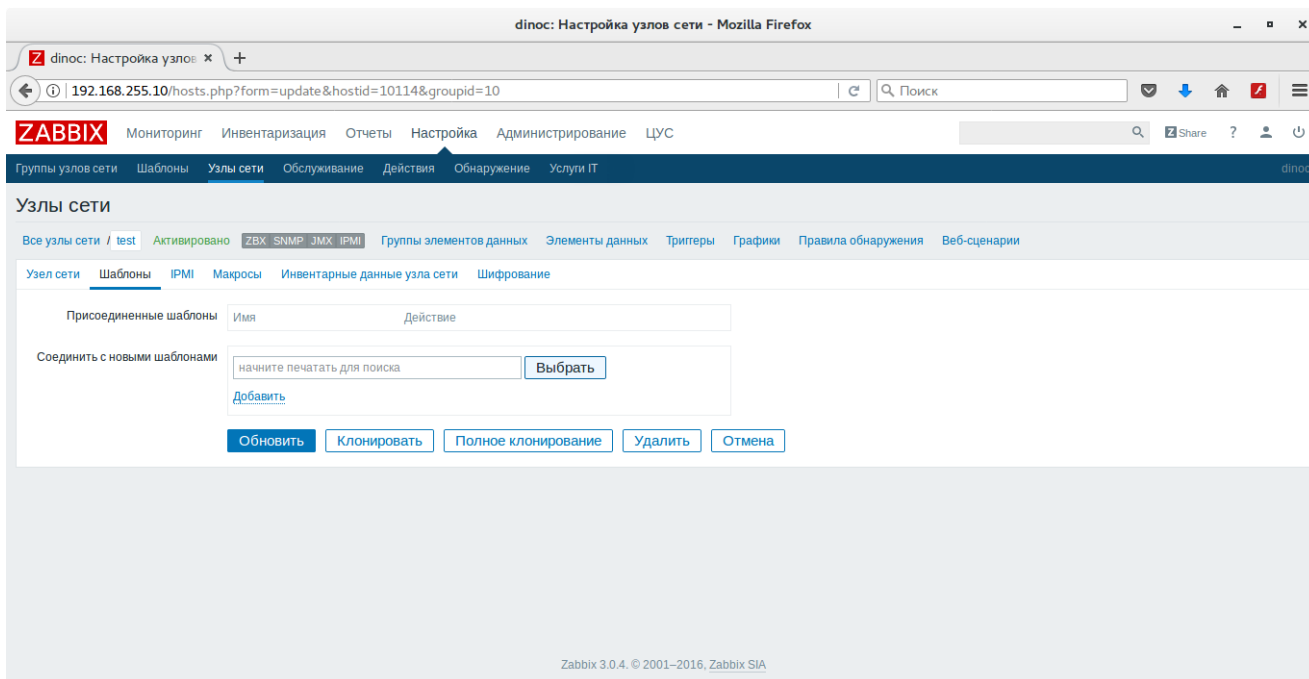 dinoc: Настройка узлов сети - Mozilla Firefox
Z dinoc: Настройка узлов
192.168.255.10/hosts.php?form=update&hostid=10114&groupid=10 Поиск
ZABBIX Мониторинг Инвентаризация Отчеты Настройка Администрирование ЦУС Z Share ?
Группы узлов сети Шаблоны Узлы сети Обслуживание Действия Обнаружение Услуги IT dinoc
Узлы сети
Все узлы сети / test Активировано ZBX SNMP JMX IPMI Группы элементов данных Элементы данных Триггеры Графики Правила обнаружения Веб-сценарии
Узел сети Шаблоны IPMI Макросы Инвентарные данные узла сети Шифрование
Присоединенные шаблоны Имя Действие
Соединить с новыми шаблонами
начните печатать для поиска Выбрать
Добавить
Обновить Клонировать Полное клонирование Удалить Отмена
Zabbix 3.0.4. © 2001–2016, Zabbix SIA